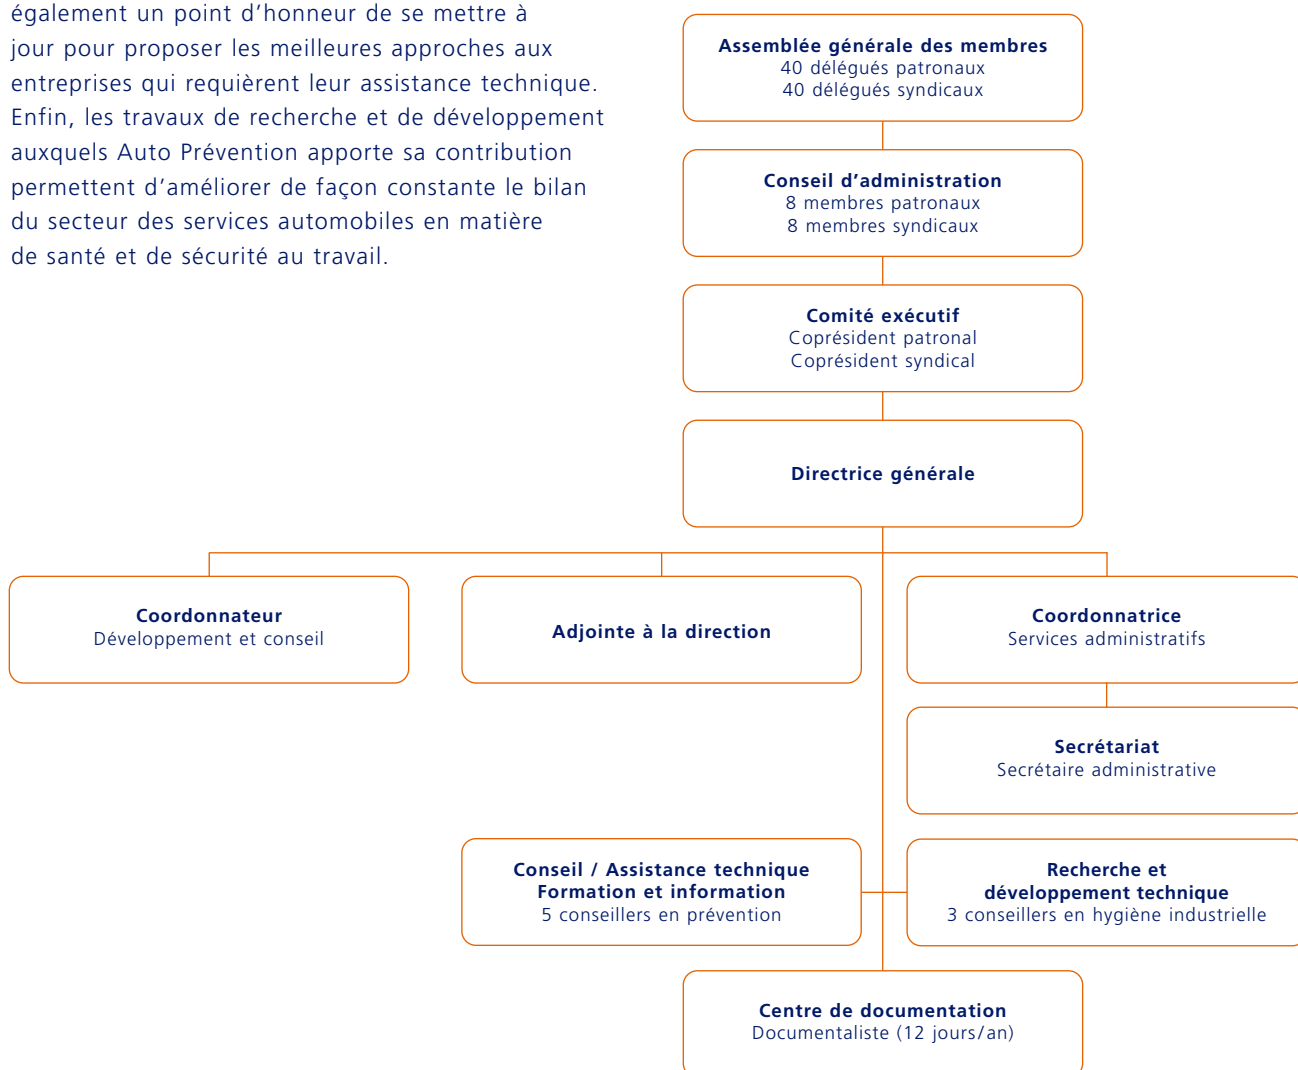 également un point d’honneur de se mettre à
jour pour proposer les meilleures approches aux
entreprises qui requièrent leur assistance technique.
Enfin, les travaux de recherche et de développement
auxquels Auto Prévention apporte sa contribution
permettent d’améliorer de façon constante le bilan
du secteur des services automobiles en matière
de santé et de sécurité au travail.
Assemblée générale des membres
40 délégués patronaux
40 délégués syndicaux
Conseil d’administration
8 membres patronaux
8 membres syndicaux
Comité exécutif
Coprésident patronal
Coprésident syndical
Directrice générale
Coordonnateur
Développement et conseil
Adjointe à la direction
Coordonnatrice
Services administratifs
Secrétariat
Secrétaire administrative
Conseil / Assistance technique
Formation et information
5 conseillers en prévention
Recherche et
développement technique
3 conseillers en hygiène industrielle
Centre de documentation
Documentaliste (12 jours/an)